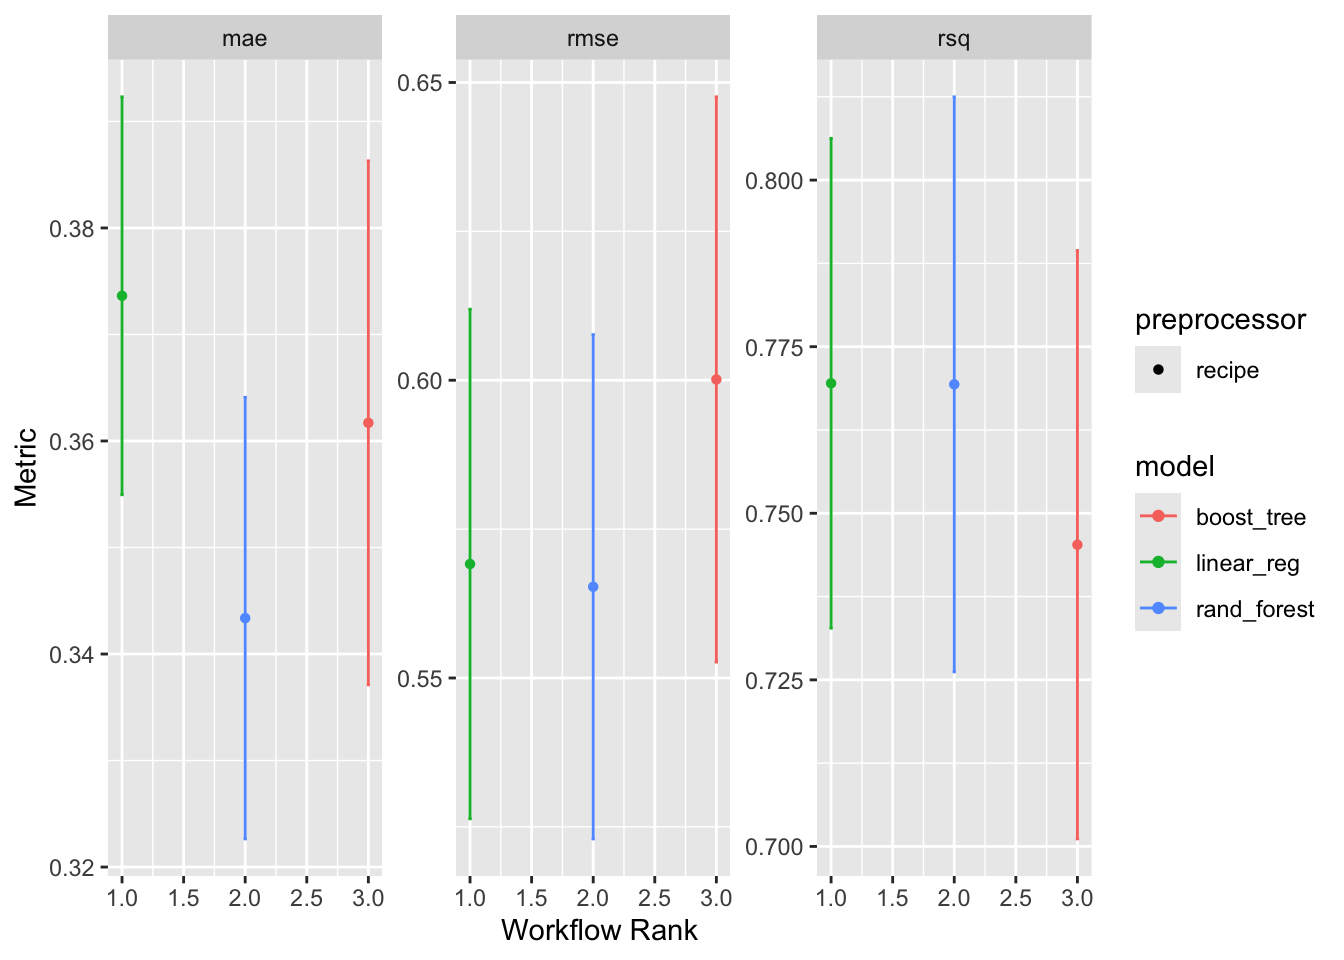 mae
rmse
rsq
Metric
0.38
0.36
0.34
0.32
0.65
0.60
0.55
0.800
0.775
0.750
0.725
0.700
1.0 1.5 2.0 2.5 3.0
1.0 1.5 2.0 2.5 3.0
1.0 1.5 2.0 2.5 3.0
Workflow Rank
preprocessor
recipe
model
boost_tree
linear_reg
rand_forest